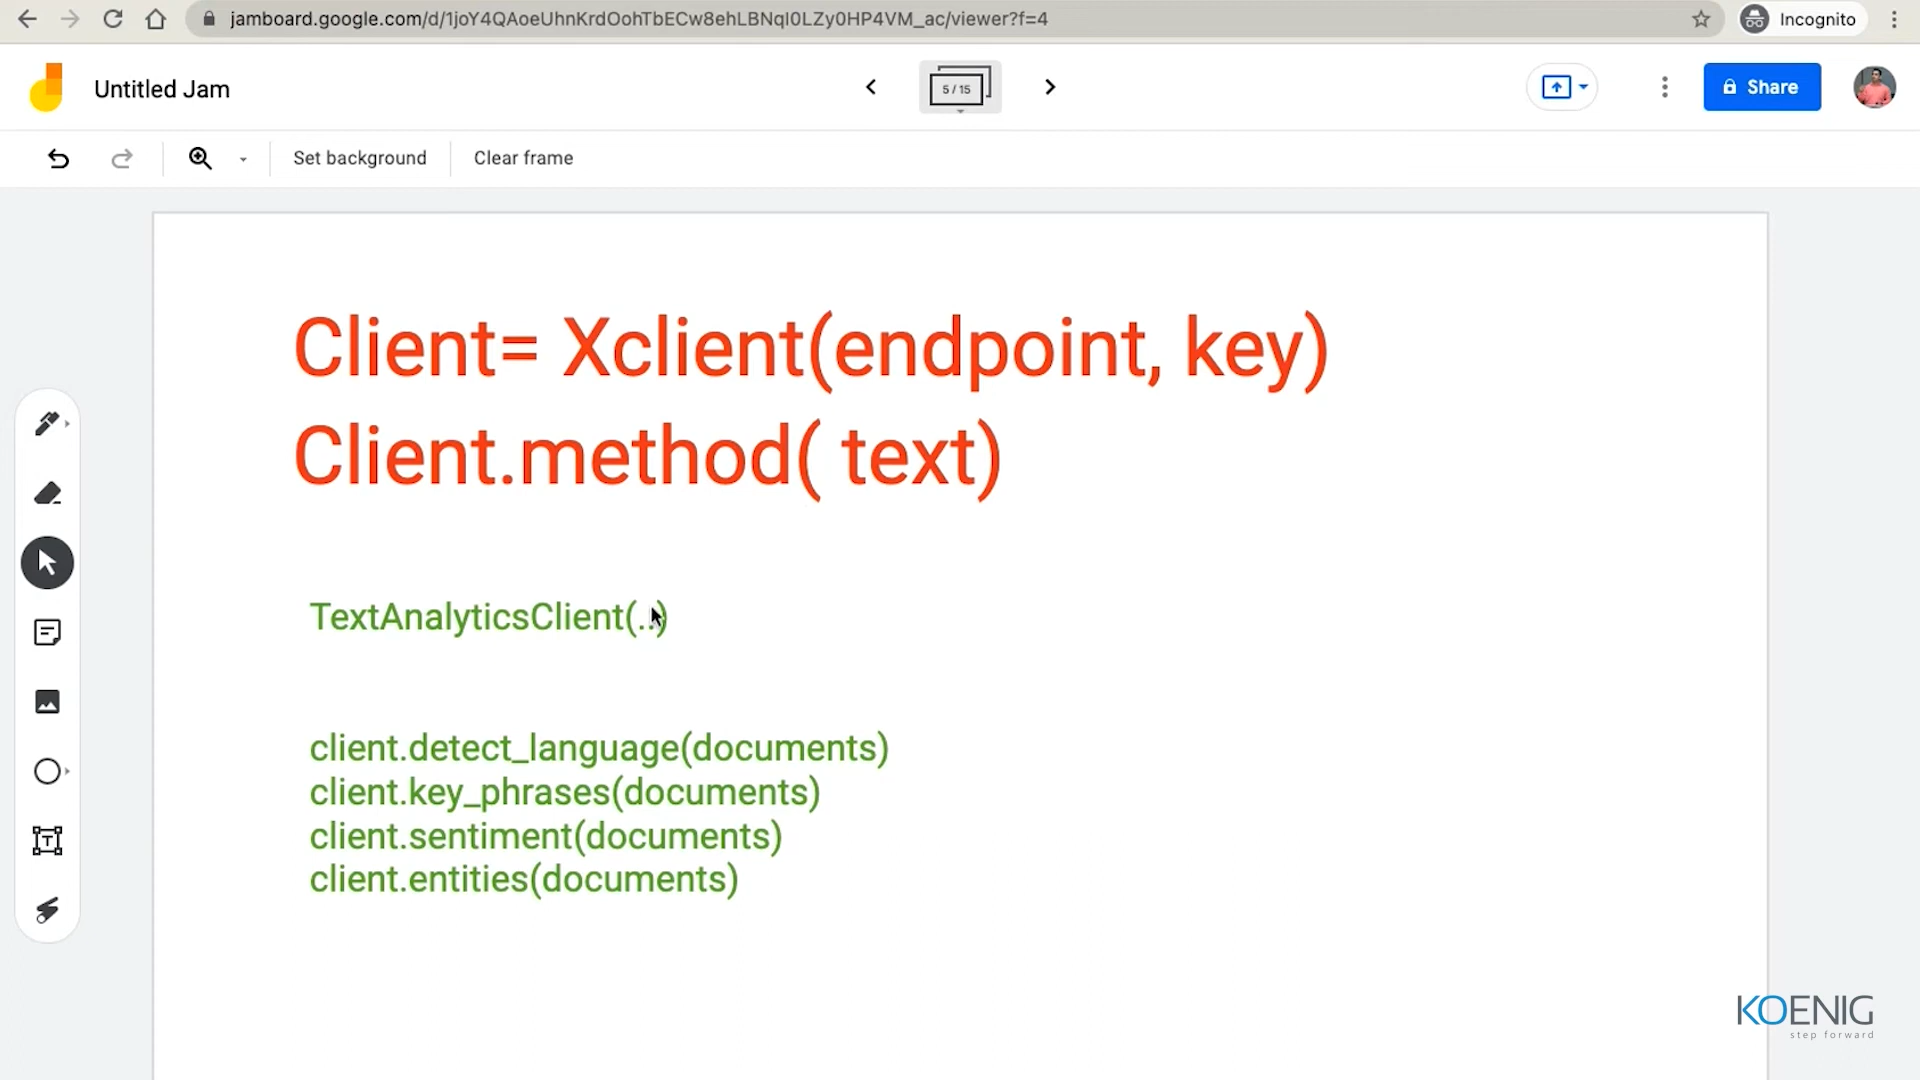 jamboard.google.com/d/1joY4QAoeUhnKrdOohTbECw8ehLBNqI0LZy0HP4VM_ac/viewer?f=4
Incognito
Untitled Jam
5 / 15
Share
Set background
Clear frame
Client= Xclient(endpoint, key)
Client.method( text)
TextAnalyticsClient(..)
client.detect_language(documents)
client.key_phrases(documents)
client.sentiment(documents)
client.entities(documents)
KOENIG
step forward